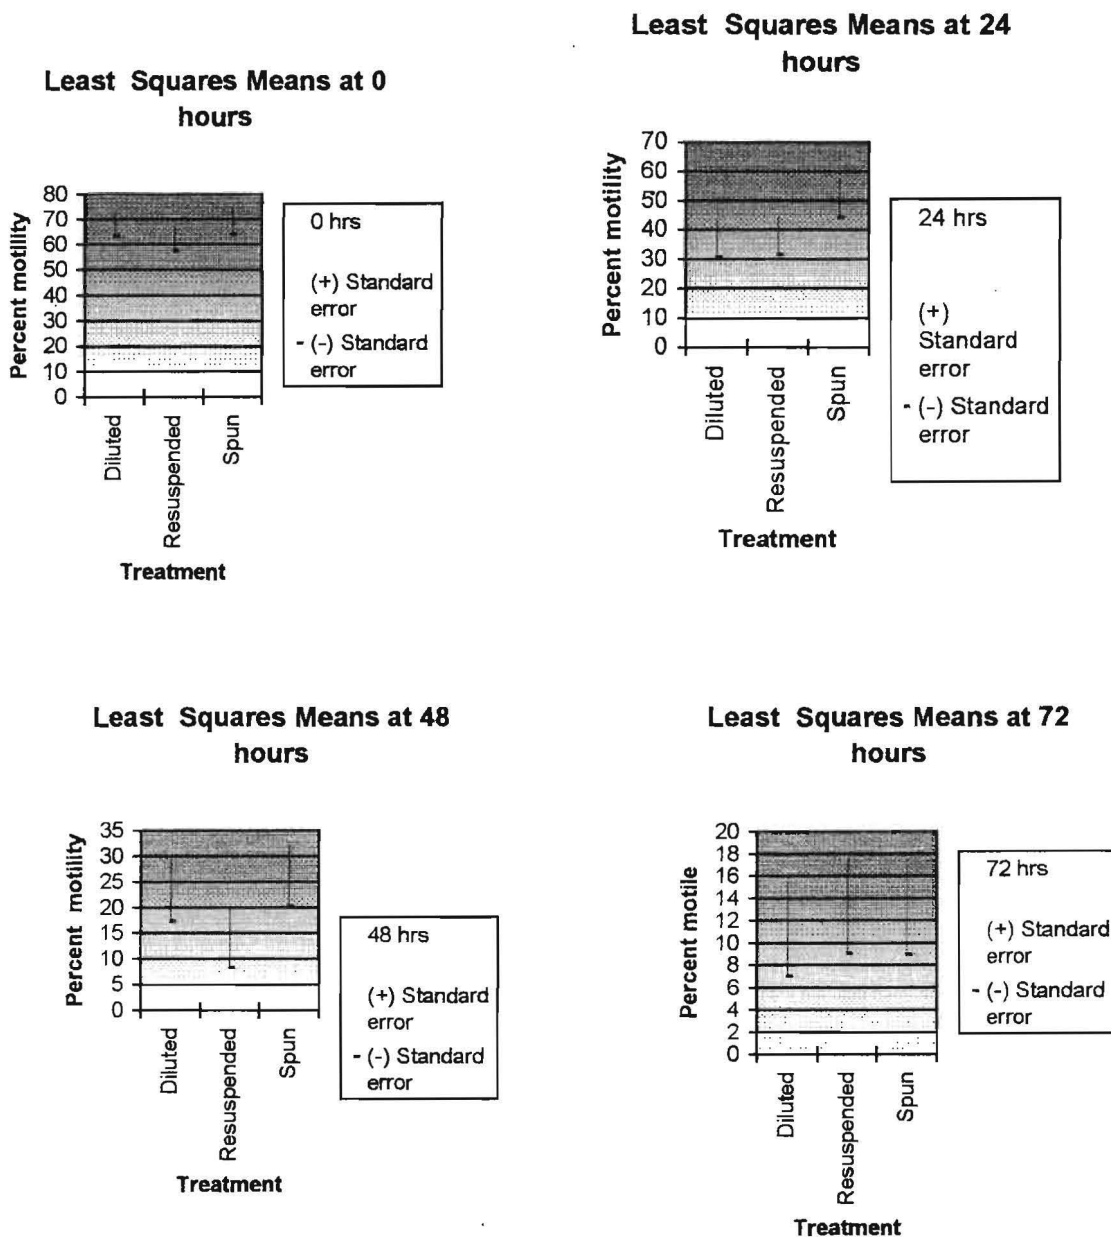 Least Squares Means at 0
hours
Percent motility
80
70
60
50
40
30
20
10
0
Diluted
Resuspended
Spun
Treatment
0 hrs
(+) Standard
error
- (-) Standard
error
Least Squares Means at 24
hours
Percent motility
70
60
50
40
30
20
10
0
Diluted
Resuspended
Spun
Treatment
24 hrs
(+)
Standard
error
- (-) Standard
error
Least Squares Means at 48
hours
Percent motility
35
30
25
20
15
10
5
0
Diluted
Resuspended
Spun
Treatment
48 hrs
(+) Standard
error
- (-) Standard
error
Least Squares Means at 72
hours
Percent motile
20
18
16
14
12
10
8
6
4
2
0
Diluted
Resuspended
Spun
Treatment
72 hrs
(+) Standard
error
- (-) Standard
error